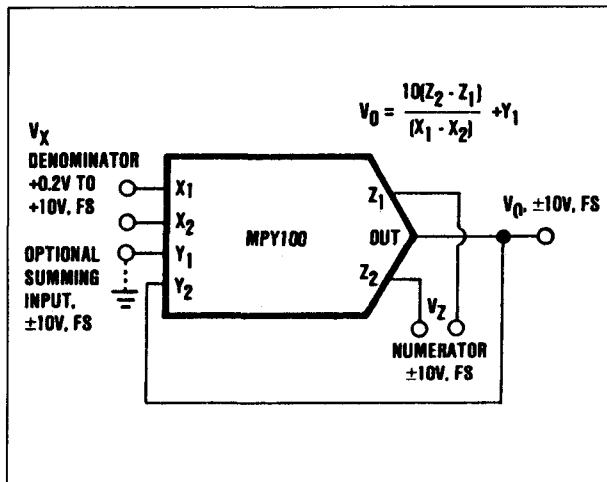 V0 = 10(Z2 - Z1) / (X1 - X2) + Y1
VX
DENOMINATOR
+0.2V TO
+10V, FS
OPTIONAL
SUMMING
INPUT,
±10V, FS
X1
X2
Y1
Y2
MPY100
Z1
OUT
Z2
V0, ±10V, FS
VZ
NUMERATOR
±10V, FS